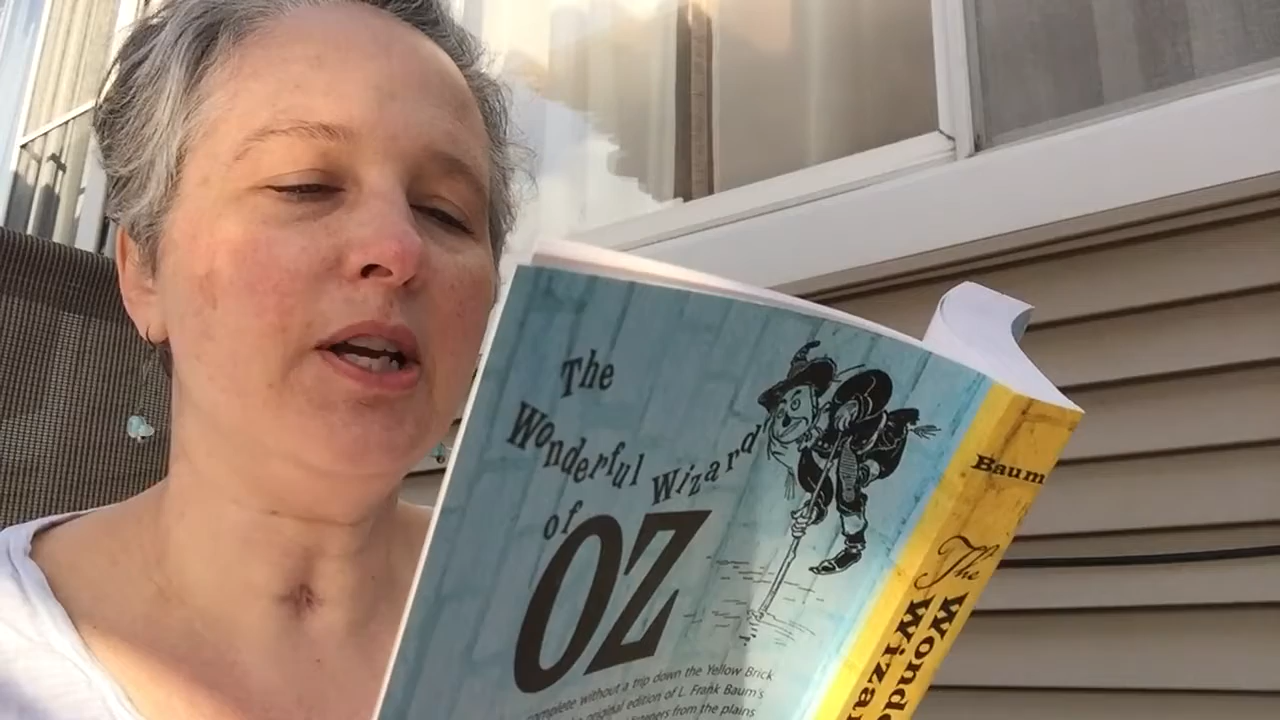 The
Wonderful Wizard
of
OZ
complete without a trip down the Yellow Brick
original edition of L. Frank Baum's
listeners from the plains
Baum
The
Wonde
Wizar